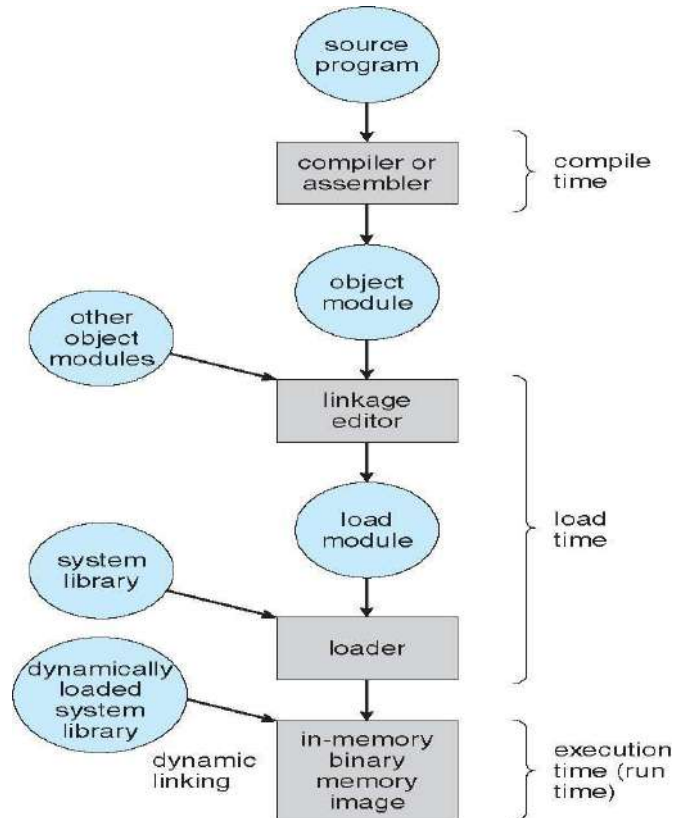 source
program
compiler or
assembler
compile
time
object
module
other
object
modules
linkage
editor
load
module
load
time
system
library
loader
dynamically
loaded
system
library
dynamic
linking
in-memory
binary
memory
image
execution
time (run
time)